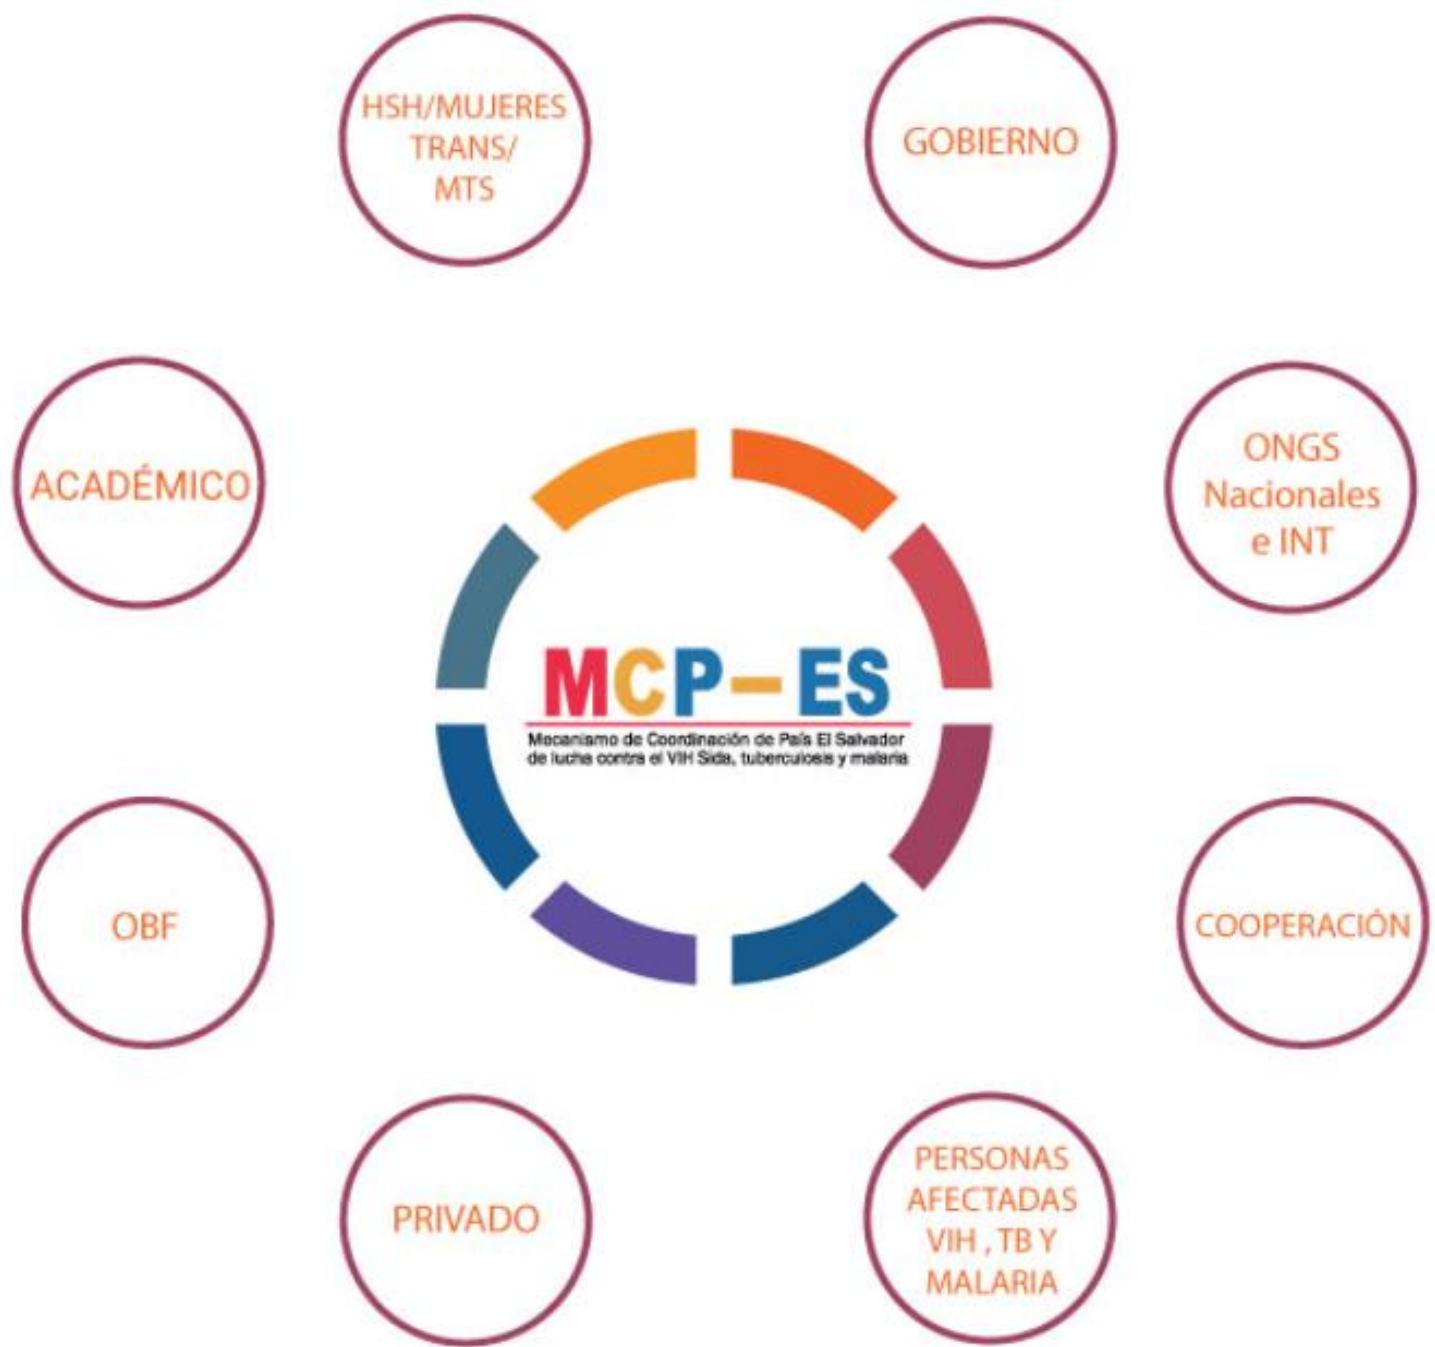 HSH/MUJERES
TRANS/
MTS
GOBIERNO
ACADÉMICO
ONGS
Nacionales
e INT
MCP-ES
Mecanismo de Coordinación de País El Salvador
de lucha contra el VIH Sida, tuberculosis y malaria
OBF
COOPERACIÓN
PRIVADO
PERSONAS
AFECTADAS
VIH , TB Y
MALARIA